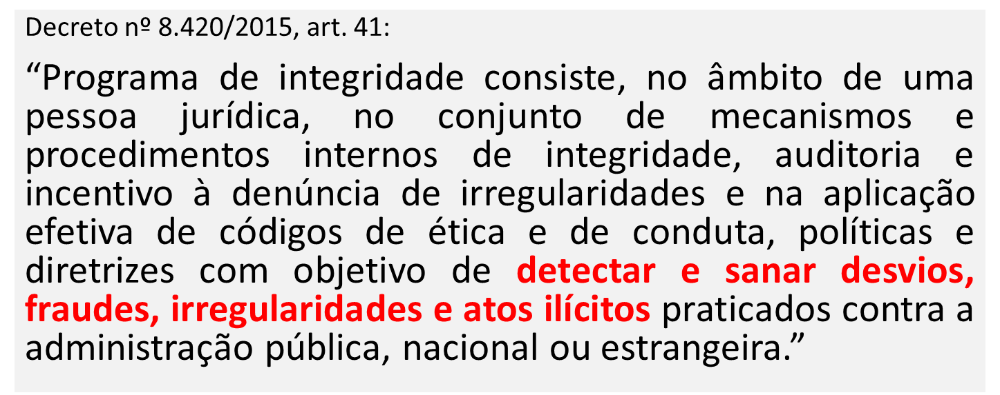 Decreto nº 8.420/2015, art. 41:
“Programa de integridade consiste, no âmbito de uma
pessoa jurídica, no conjunto de mecanismos e
procedimentos internos de integridade, auditoria e
incentivo à denúncia de irregularidades e na aplicação
efetiva de códigos de ética e de conduta, políticas e
diretrizes com objetivo de detectar e sanar desvios,
fraudes, irregularidades e atos ilícitos praticados contra a
administração pública, nacional ou estrangeira.”